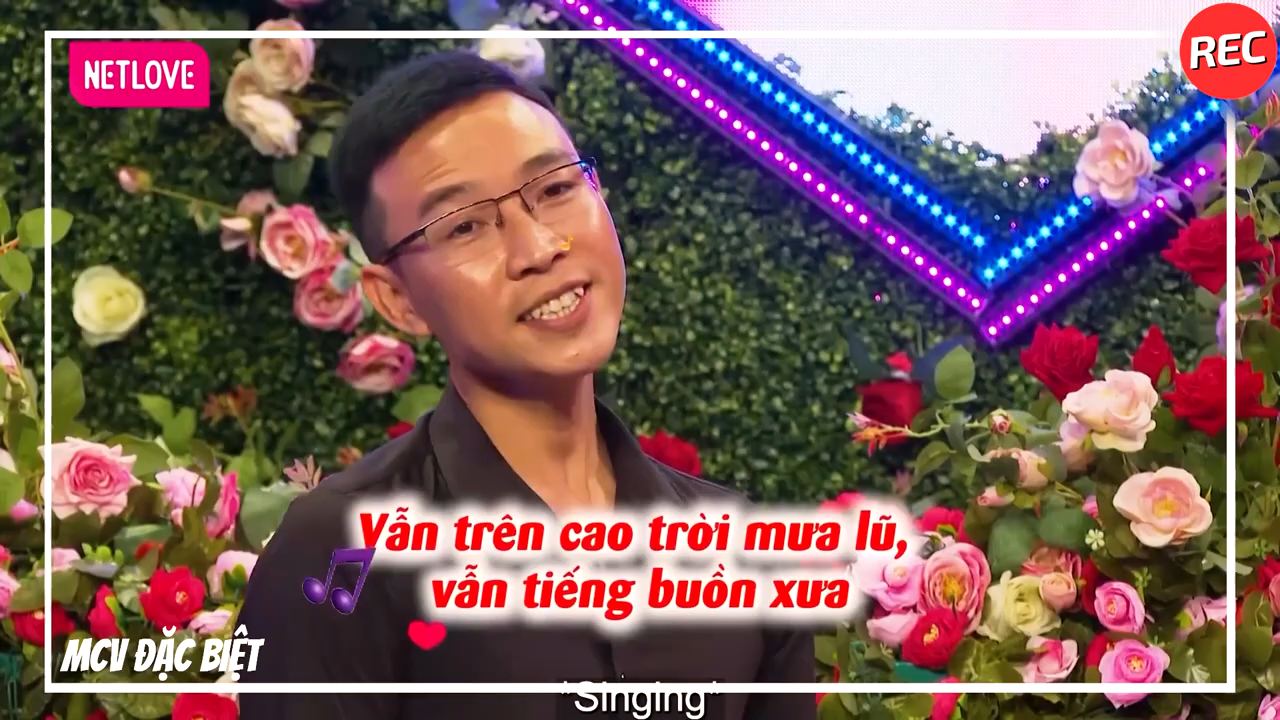 NETLOVE
REC
Vẫn trên cao trời mưa lũ,
vẫn tiếng buồn xưa
MCV ĐẶC BIỆT
"Singing"